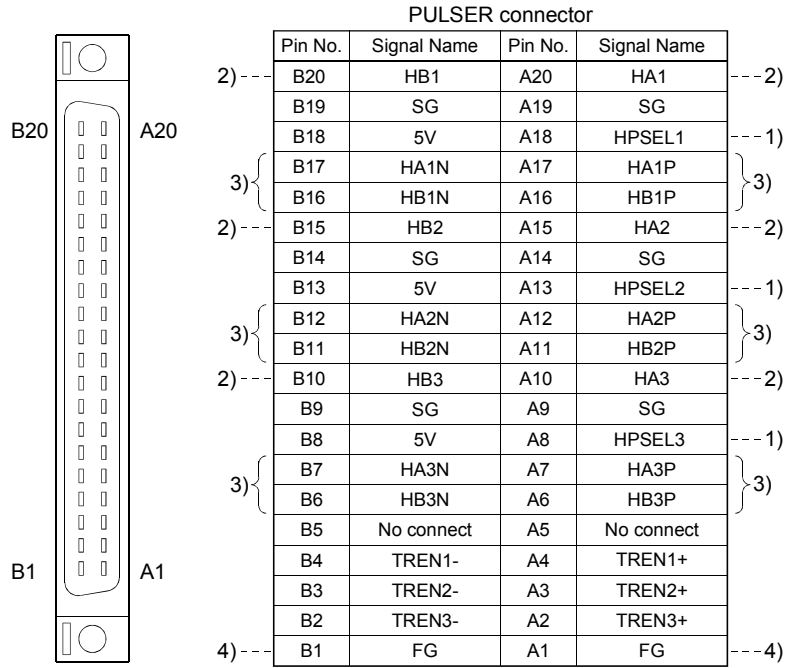 PULSER connector
Pin No. Signal Name Pin No. Signal Name
2) B20 HB1 A20 HA1 2)
B19 SG A19 SG
B18 5V A18 HPSEL1 1)
3) B17 HA1N A17 HA1P 3)
B16 HB1N A16 HB1P
2) B15 HB2 A15 HA2 2)
B14 SG A14 SG
B13 5V A13 HPSEL2 1)
3) B12 HA2N A12 HA2P 3)
B11 HB2N A11 HB2P
2) B10 HB3 A10 HA3 2)
B9 SG A9 SG
B8 5V A8 HPSEL3 1)
3) B7 HA3N A7 HA3P 3)
B6 HB3N A6 HB3P
B5 No connect A5 No connect
B4 TREN1- A4 TREN1+
B3 TREN2- A3 TREN2+
B2 TREN3- A2 TREN3+
4) B1 FG A1 FG 4)
B20 A20
B1 A1